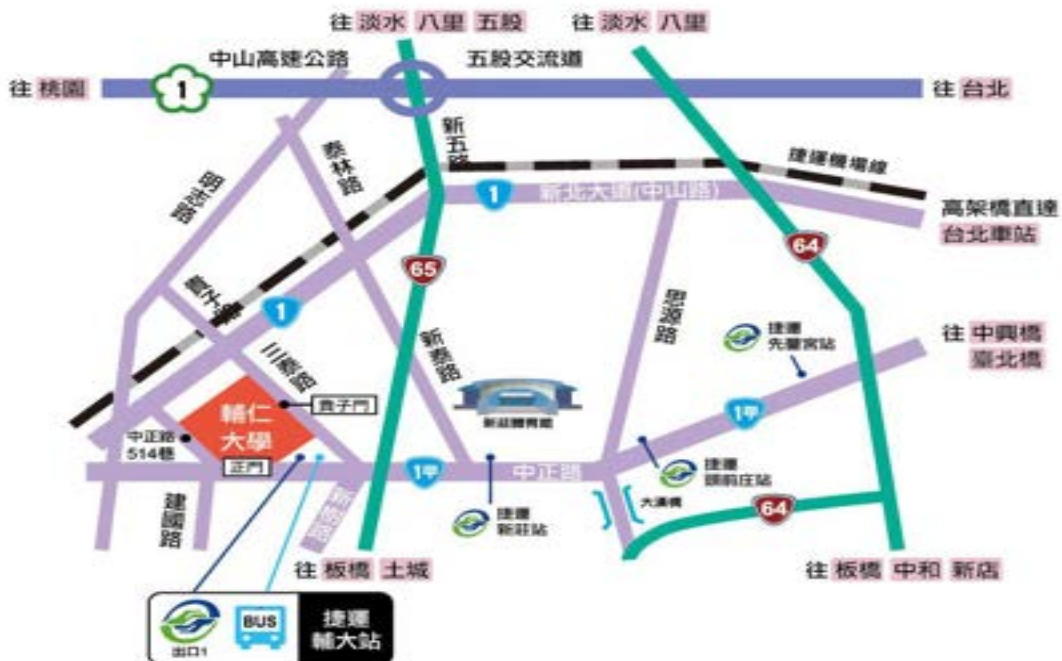 往 淡水 八里 五股
往 淡水 八里
中山高速公路
五股交流道
往 桃園
1
往 台北
新五路
泰林路
明志路
捷運機場線
1
新北大道(中山路)
高架橋直達
台北車站
65
64
貴子路
1
思源路
捷運
先嗇宮站
往 中興橋
臺北橋
三泰路
新泰路
輔仁
大學
貴子門
新莊體育館
1甲
中正路
514巷
正門
1甲
中正路
捷運
頭前庄站
建國路
新樹路
捷運
新莊站
大漢橋
64
往 板橋 土城
往 板橋 中和 新店
出口1
BUS
捷運
輔大站